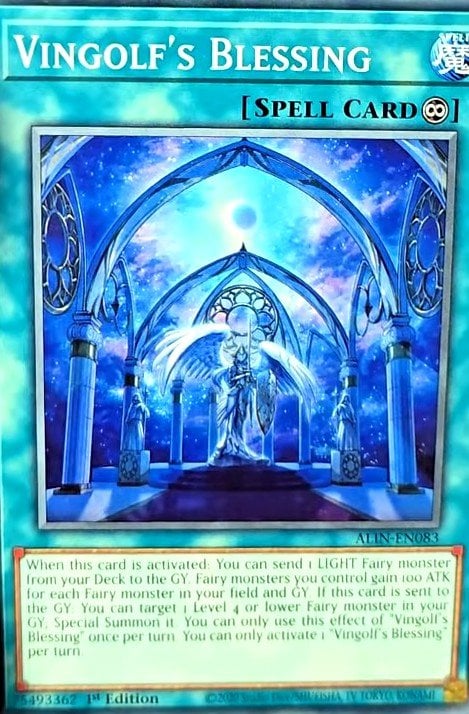 VINGOLF'S BLESSING
[SPELL CARD]
ALIN-EN083
When this card is activated: You can send 1 LIGHT Fairy monster
from your Deck to the GY. Fairy monsters you control gain 100 ATK
for each Fairy monster in your field and GY. If this card is sent to
the GY: You can target 1 Level 4 or lower Fairy monster in your
GY, Special Summon it. You can only use this effect of "Vingolf's
Blessing" once per turn. You can only activate 1 "Vingolf's Blessing"
per turn.
5493362 1st Edition ©2020 Studio Dice/SHUEISHA, TV TOKYO, KONAMI